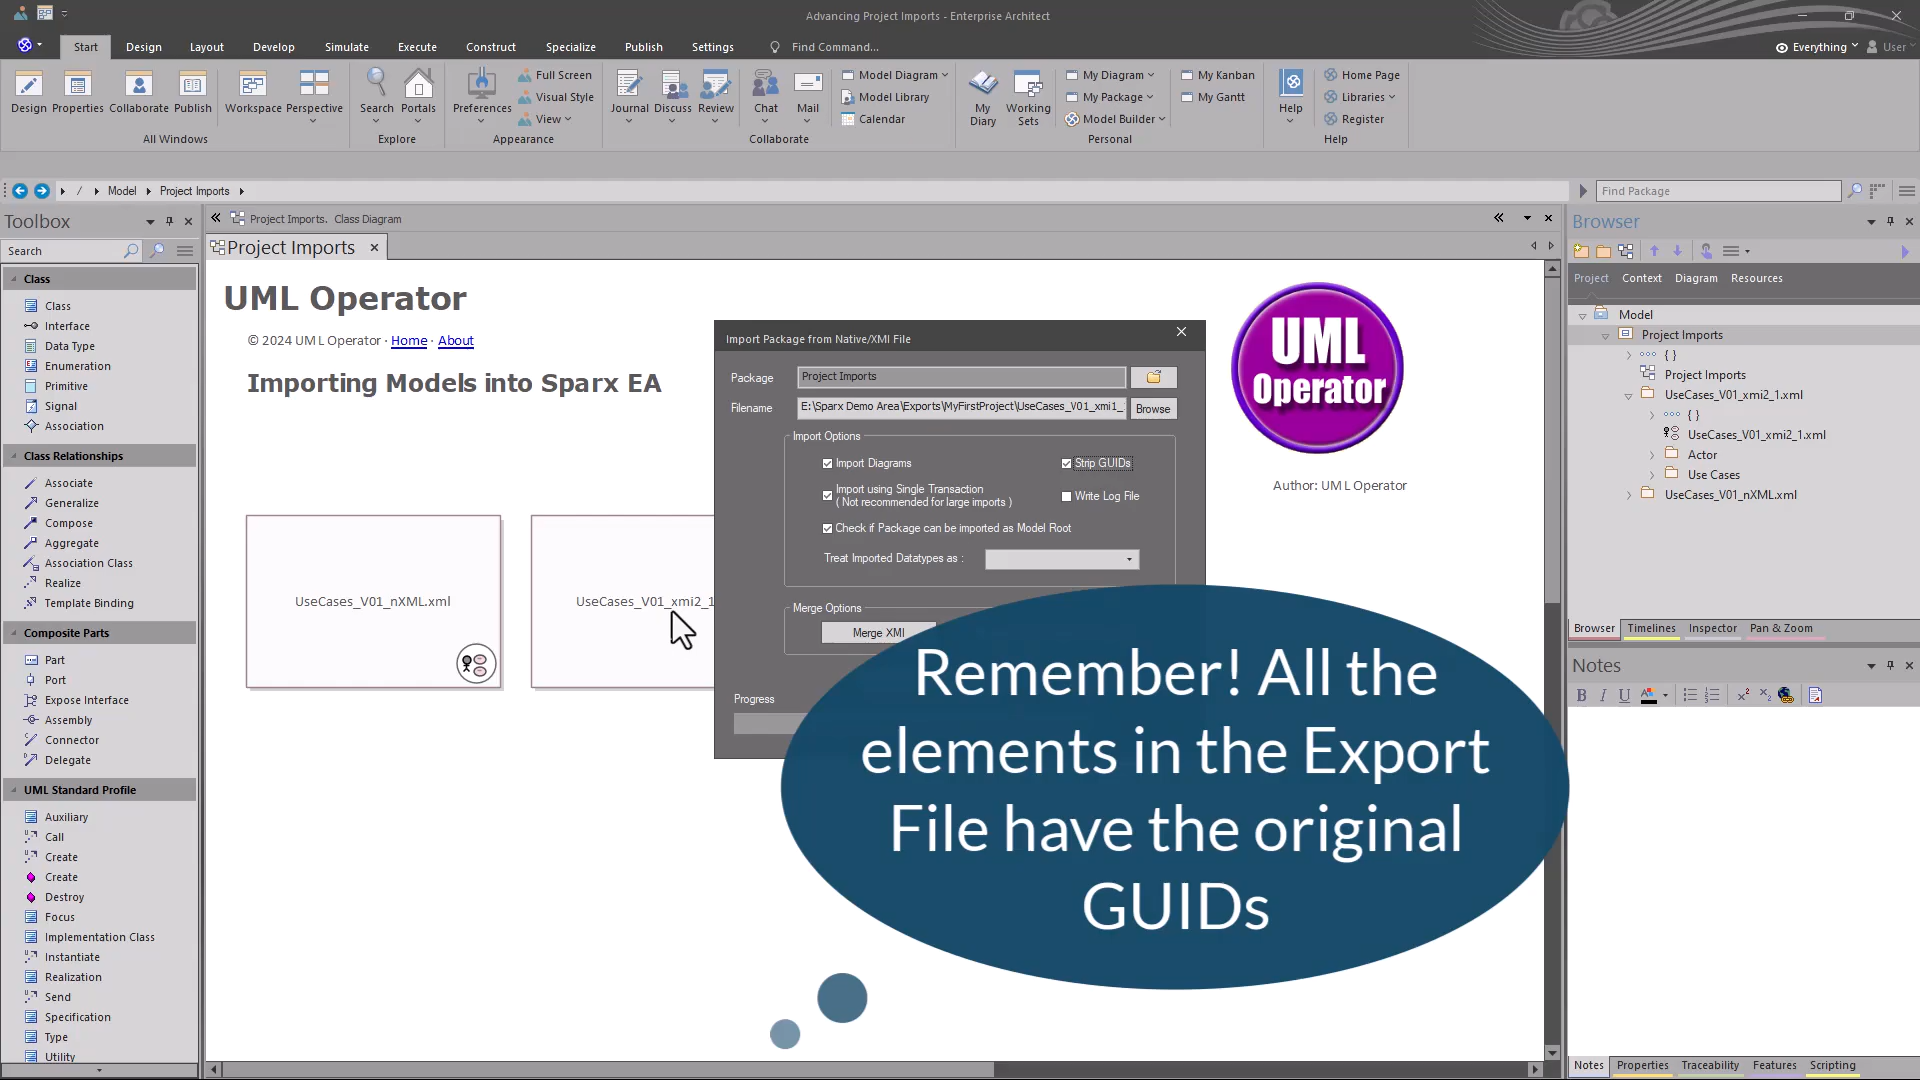 Advancing Project Imports - Enterprise Architect
Start
Design
Layout
Develop
Simulate
Execute
Construct
Specialize
Publish
Settings
Find Command...
Everything
User
Design
Properties
Collaborate
Publish
All Windows
Workspace
Perspective
Search
Portals
Explore
Preferences
Full Screen
Visual Style
View
Appearance
Journal
Discuss
Review
Chat
Mail
Model Diagram
Model Library
Calendar
Collaborate
My
Diary
Working
Sets
My Diagram
My Package
Model Builder
My Kanban
My Gantt
Personal
Help
Home Page
Libraries
Register
Help
/
Model
Project Imports
Find Package
Toolbox
Search
Class
Class
Interface
Data Type
Enumeration
Primitive
Signal
Association
Class Relationships
Associate
Generalize
Compose
Aggregate
Association Class
Realize
Template Binding
Composite Parts
Part
Port
Expose Interface
Assembly
Connector
Delegate
UML Standard Profile
Auxiliary
Call
Create
Create
Destroy
Focus
Implementation Class
Instantiate
Realization
Send
Specification
Type
Utility
Project Imports. Class Diagram
Project Imports
UML Operator
© 2024 UML Operator · Home · About
Importing Models into Sparx EA
UseCases_V01_nXML.xml
UseCases_V01_xmi2_1
UML
Operator
Author: UML Operator
Import Package from Native/XMI File
Package
Project Imports
Filename
E:\Sparx Demo Area\Exports\MyFirstProject\UseCases_V01_xmi1_
Browse
Import Options
Import Diagrams
Strip GUIDs
Import using Single Transaction
( Not recommended for large imports )
Write Log File
Check if Package can be imported as Model Root
Treat Imported Datatypes as :
Merge Options
Merge XMI
Progress
Remember! All the
elements in the Export
File have the original
GUIDs
Browser
Project
Context
Diagram
Resources
Model
Project Imports
{ }
Project Imports
UseCases_V01_xmi2_1.xml
{ }
UseCases_V01_xmi2_1.xml
Actor
Use Cases
UseCases_V01_nXML.xml
Browser
Timelines
Inspector
Pan & Zoom
Notes
B I U A
Notes
Properties
Traceability
Features
Scripting